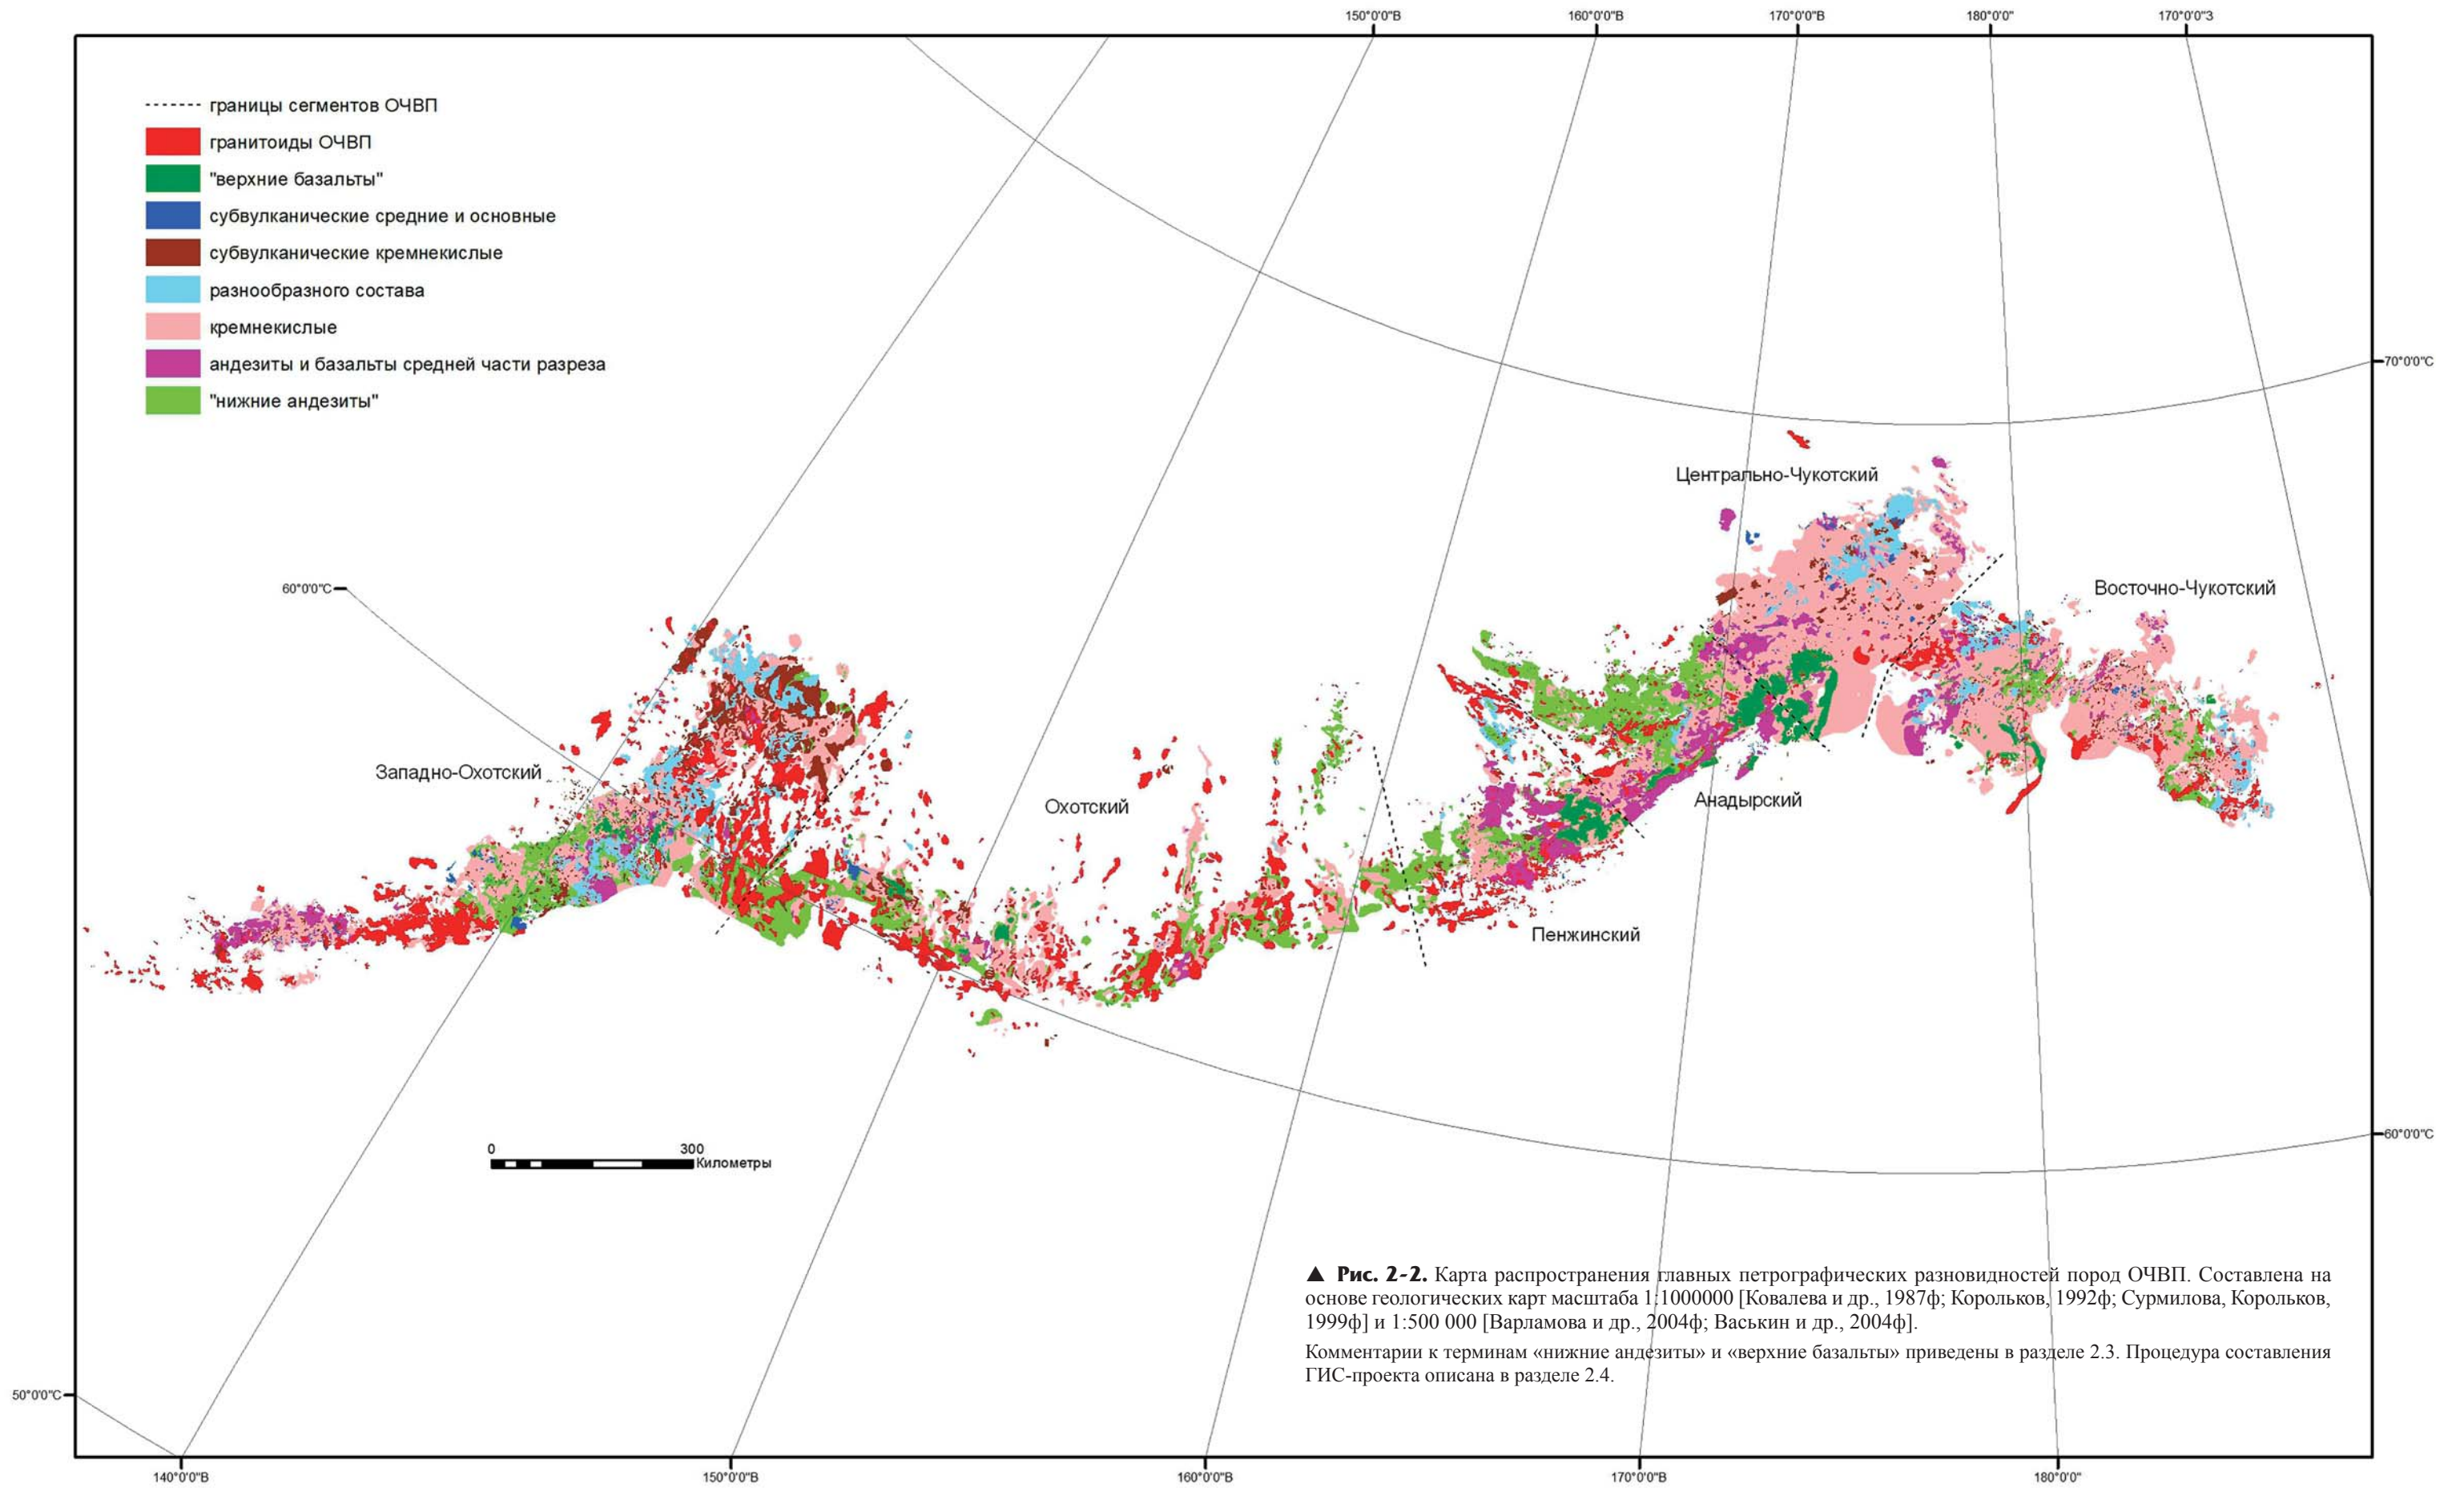 150°0'0"В 160°0'0"В 170°0'0"В 180°0'0" 170°0'0"З
границы сегментов ОЧВП
гранитоиды ОЧВП
"верхние базальты"
субвулканические средние и основные
субвулканические кремнекислые
разнообразного состава
кремнекислые
андезиты и базальты средней части разреза
"нижние андезиты"
70°0'0"С
Центрально-Чукотский
60°0'0"С
Восточно-Чукотский
Западно-Охотский
Охотский
Анадырский
Пенжинский
60°0'0"С
0 300
Километры
▲ Рис. 2-2. Карта распространения главных петрографических разновидностей пород ОЧВП. Составлена на
основе геологических карт масштаба 1:1000000 [Ковалева и др., 1987ф; Корольков, 1992ф; Сурмилова, Корольков,
1999ф] и 1:500 000 [Варламова и др., 2004ф; Васькин и др., 2004ф].
Комментарии к терминам «нижние андезиты» и «верхние базальты» приведены в разделе 2.3. Процедура составления
ГИС-проекта описана в разделе 2.4.
50°0'0"С
140°0'0"В 150°0'0"В 160°0'0"В 170°0'0"В 180°0'0"